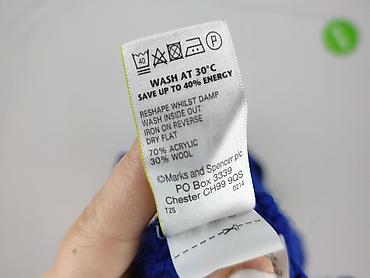 40 P
WASH AT 30°C
SAVE UP TO 40% ENERGY
RESHAPE WHILST DAMP
WASH INSIDE OUT
IRON ON REVERSE
DRY FLAT
70% ACRYLIC
30% WOOL
©Marks and Spencer plc
PO Box 3339
Chester CH99 9QS
T25 0214